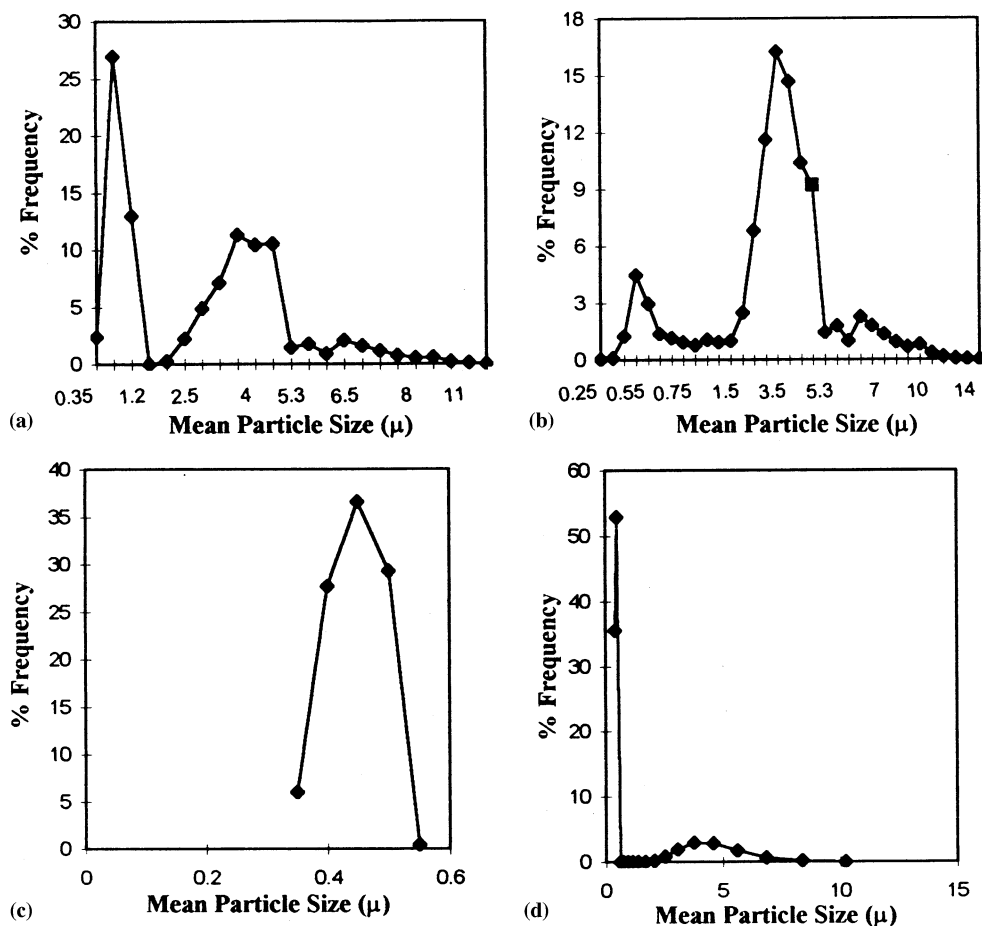 30
25
20
15
10
5
0
% Frequency
0.35 1.2 2.5 4 5.3 6.5 8 11
(a) Mean Particle Size (μ)
18
15
12
9
6
3
0
% Frequency
0.25 0.55 0.75 1.5 3.5 5.3 7 10 14
(b) Mean Particle Size (μ)
40
35
30
25
20
15
10
5
0
% Frequency
0 0.2 0.4 0.6
(c) Mean Particle Size (μ)
60
50
40
30
20
10
0
% Frequency
0 5 10 15
(d) Mean Particle Size (μ)